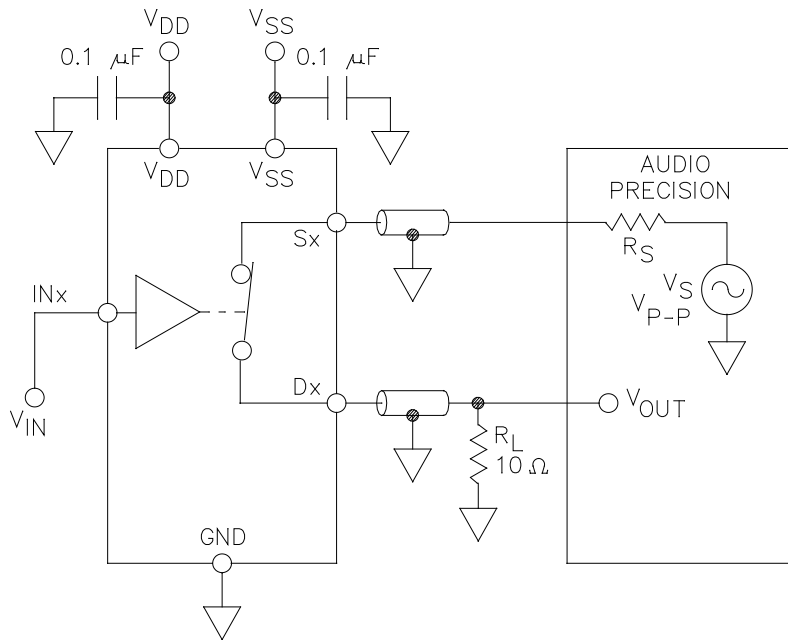 VDD
VSS
0.1 μF
0.1 μF
VDD
VSS
AUDIO
PRECISION
Sx
RS
VS
VP-P
INx
VIN
Dx
VOUT
RL
10 Ω
GND